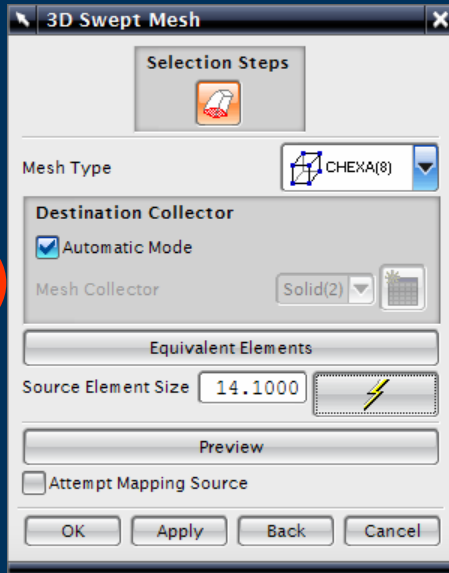 3D Swept Mesh
Selection Steps
Mesh Type CHEXA(8)
Destination Collector
Automatic Mode
Mesh Collector Solid(2)
Equivalent Elements
Source Element Size 14.1000
Preview
Attempt Mapping Source
OK Apply Back Cancel